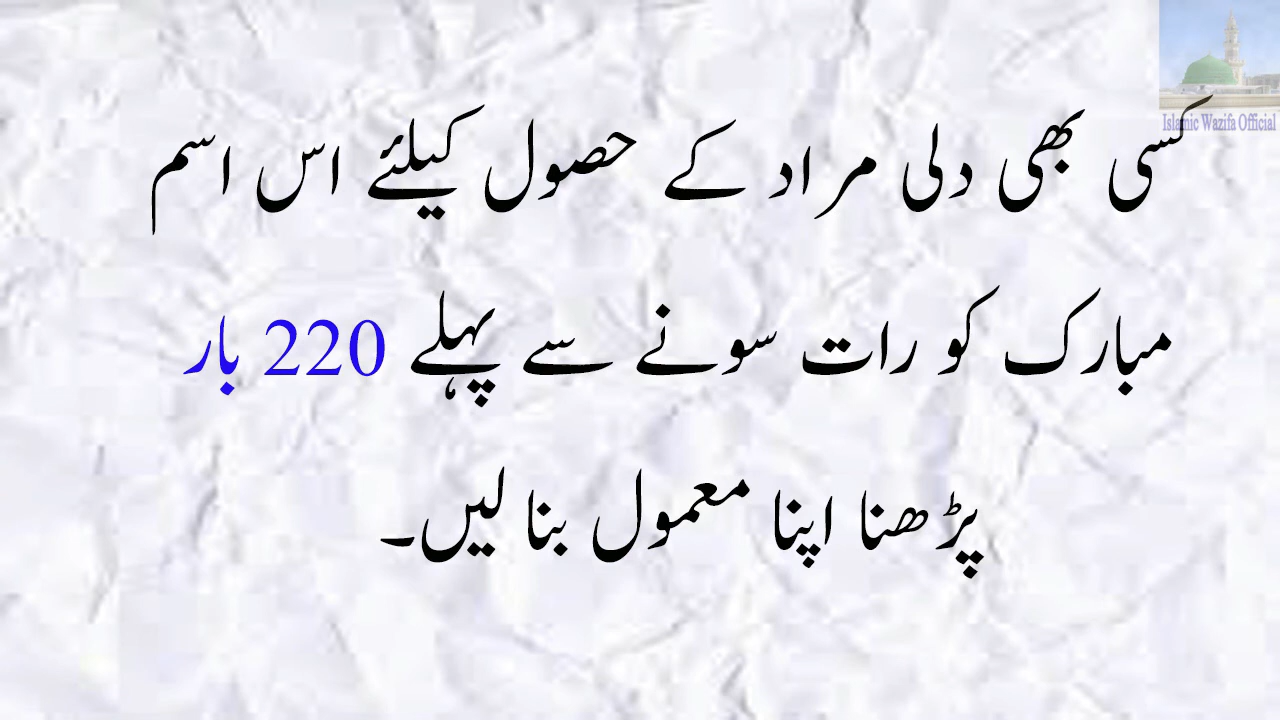 Islamic Wazifa Official
کسی بھی دلی مراد کے حصول کیلئے اس اسم
مبارک کو رات سونے سے پہلے 220 بار
پڑھنا اپنا معمول بنا لیں۔